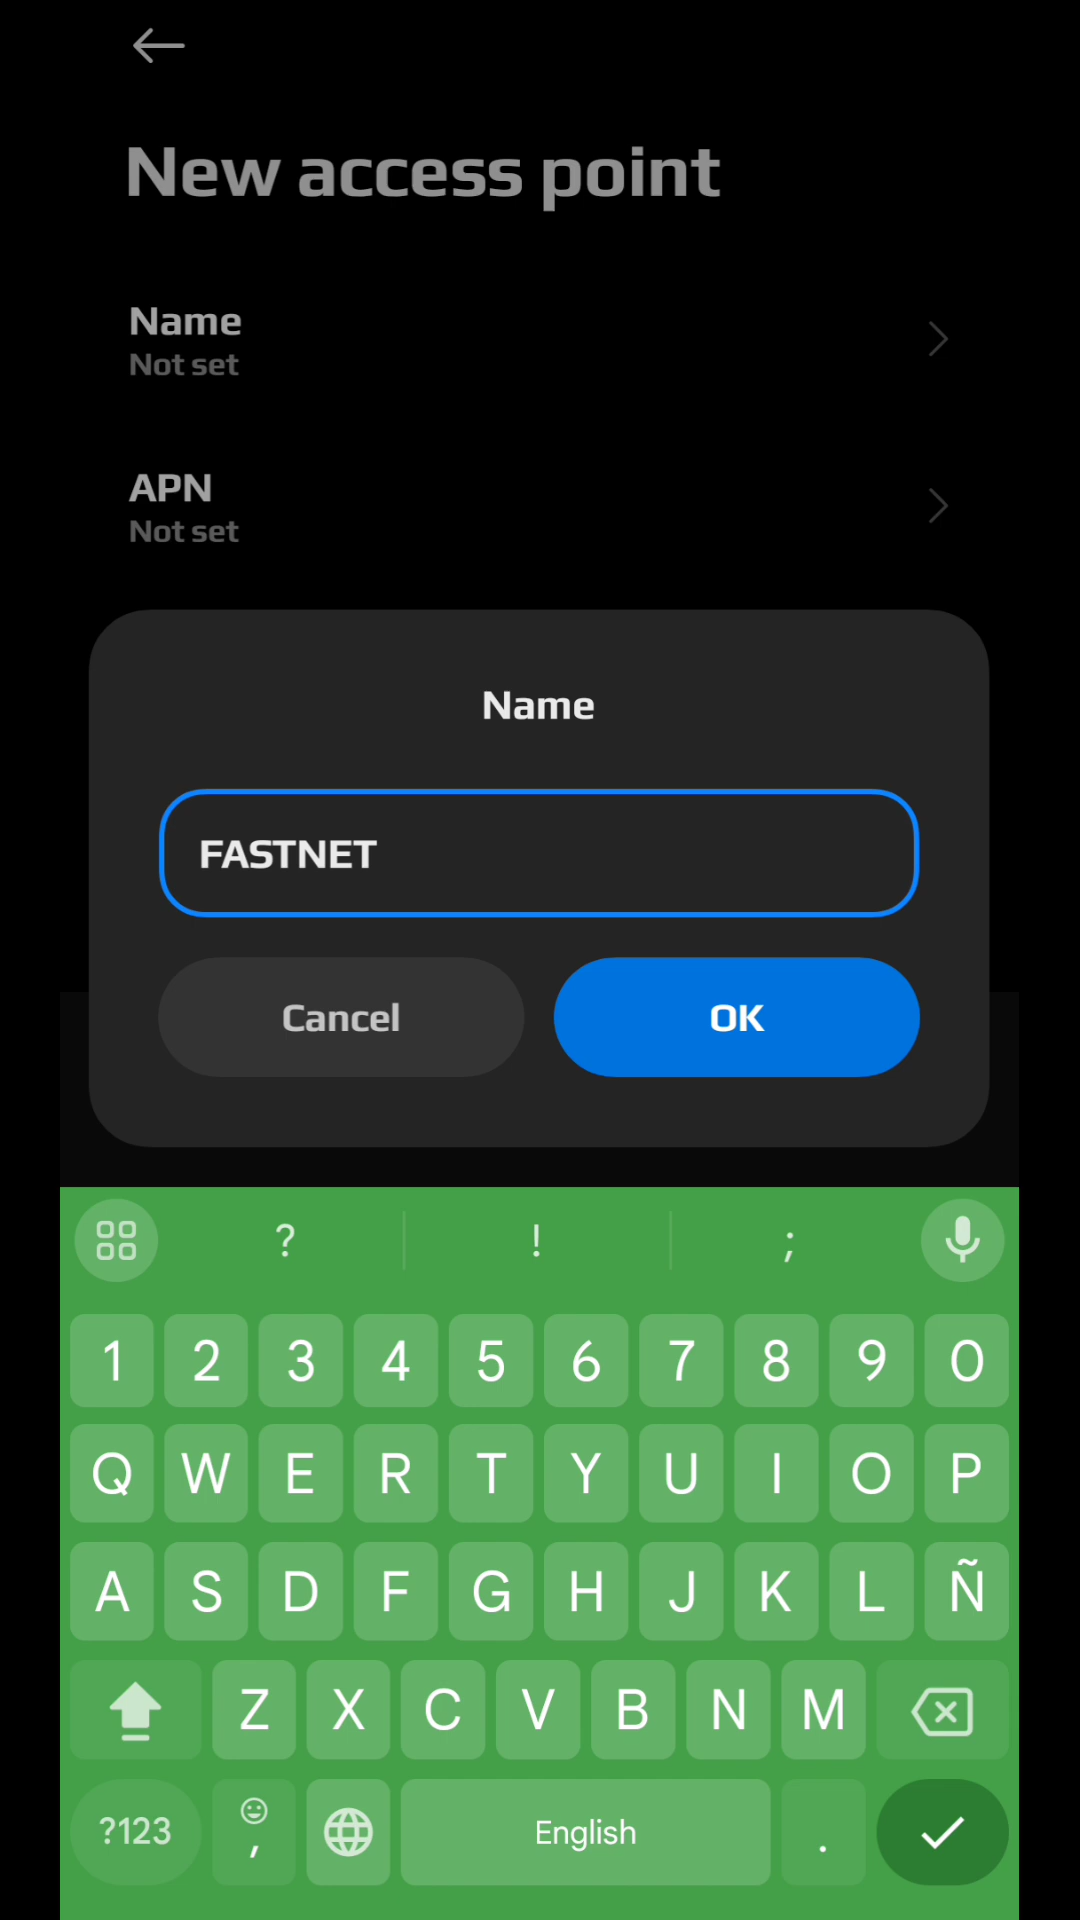 New access point
Name
Not set
APN
Not set
Name
FASTNET
Cancel OK
? ! ;
1 2 3 4 5 6 7 8 9 0
Q W E R T Y U I O P
A S D F G H J K L Ñ
Z X C V B N M
?123 , English .